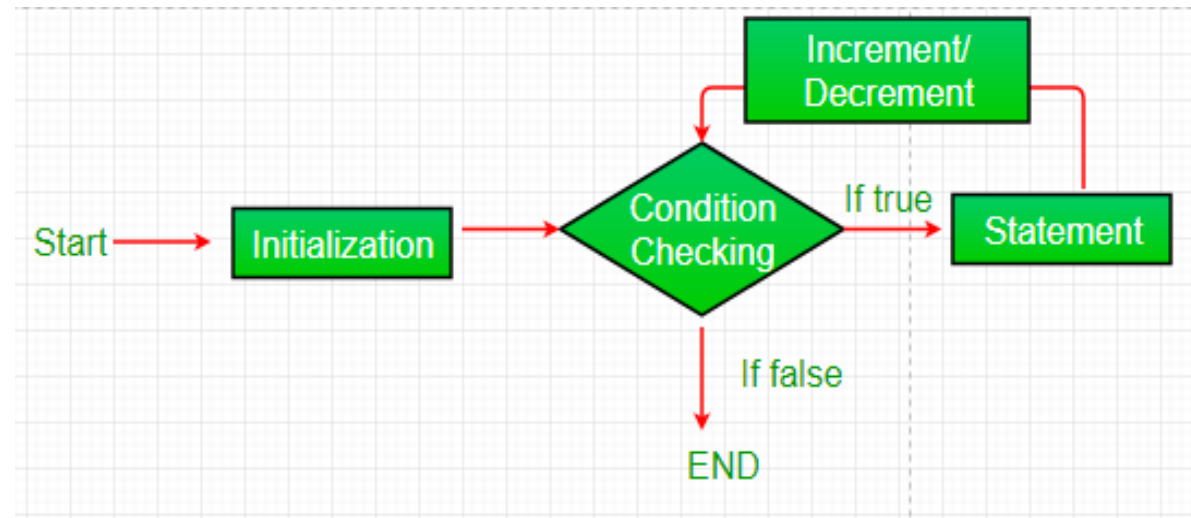 Increment/
Decrement
Condition
Checking
If true
Statement
Start
Initialization
If false
END